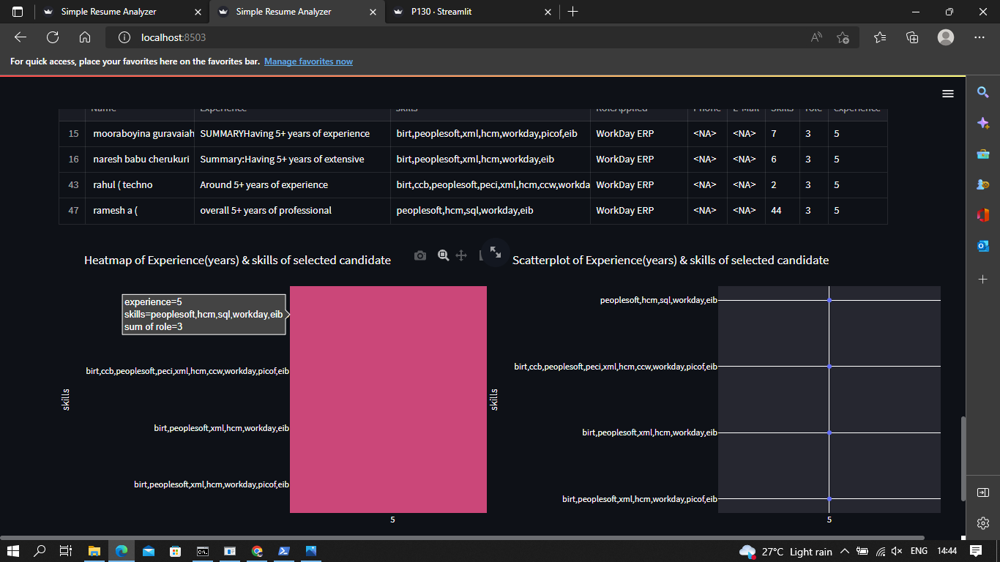 Simple Resume Analyzer
Simple Resume Analyzer
P130 · Streamlit
localhost:8503
For quick access, place your favorites here on the favorites bar. Manage favorites now
15 mooraboyina guravaiah SUMMARYHaving 5+ years of experience birt,peoplesoft,xml,hcm,workday,picof,eib WorkDay ERP <NA> <NA> 7 3 5
16 naresh babu cherukuri Summary:Having 5+ years of extensive birt,peoplesoft,xml,hcm,workday,eib WorkDay ERP <NA> <NA> 6 3 5
43 rahul ( techno Around 5+ years of experience birt,ccb,peoplesoft,peci,xml,hcm,ccw,workda WorkDay ERP <NA> <NA> 2 3 5
47 ramesh a ( overall 5+ years of professional peoplesoft,hcm,sql,workday,eib WorkDay ERP <NA> <NA> 44 3 5
Heatmap of Experience(years) & skills of selected candidate
experience=5
skills=peoplesoft,hcm,sql,workday,eib
sum of role=3
birt,ccb,peoplesoft,peci,xml,hcm,ccw,workday,picof,eib
birt,peoplesoft,xml,hcm,workday,eib
birt,peoplesoft,xml,hcm,workday,picof,eib
skills
5
Scatterplot of Experience(years) & skills of selected candidate
peoplesoft,hcm,sql,workday,eib
birt,ccb,peoplesoft,peci,xml,hcm,ccw,workday,picof,eib
birt,peoplesoft,xml,hcm,workday,eib
birt,peoplesoft,xml,hcm,workday,picof,eib
skills
5
27°C Light rain ENG 14:44